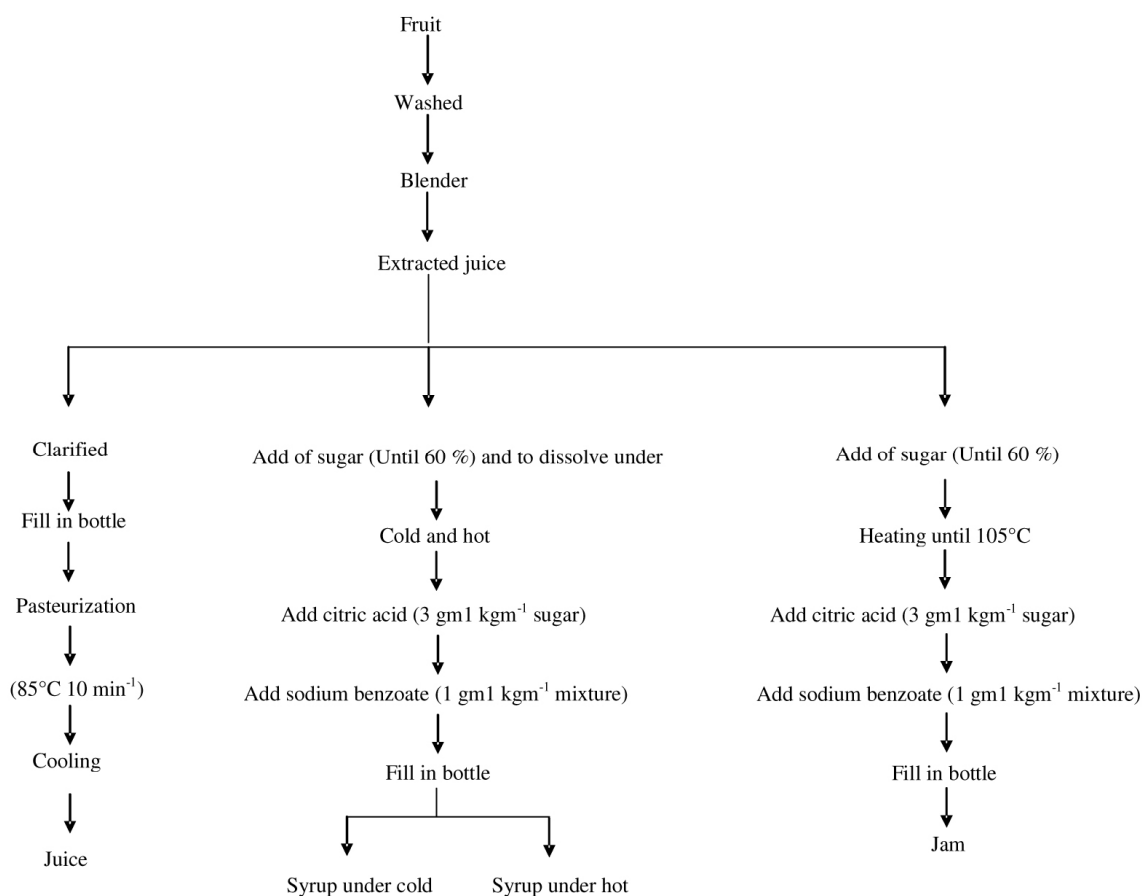 Fruit
Washed
Blender
Extracted juice
Clarified
Fill in bottle
Pasteurization
(85°C 10 min⁻¹)
Cooling
Juice
Add of sugar (Until 60 %) and to dissolve under
Cold and hot
Add citric acid (3 gm1 kgm⁻¹ sugar)
Add sodium benzoate (1 gm1 kgm⁻¹ mixture)
Fill in bottle
Syrup under cold
Syrup under hot
Add of sugar (Until 60 %)
Heating until 105°C
Add citric acid (3 gm1 kgm⁻¹ sugar)
Add sodium benzoate (1 gm1 kgm⁻¹ mixture)
Fill in bottle
Jam